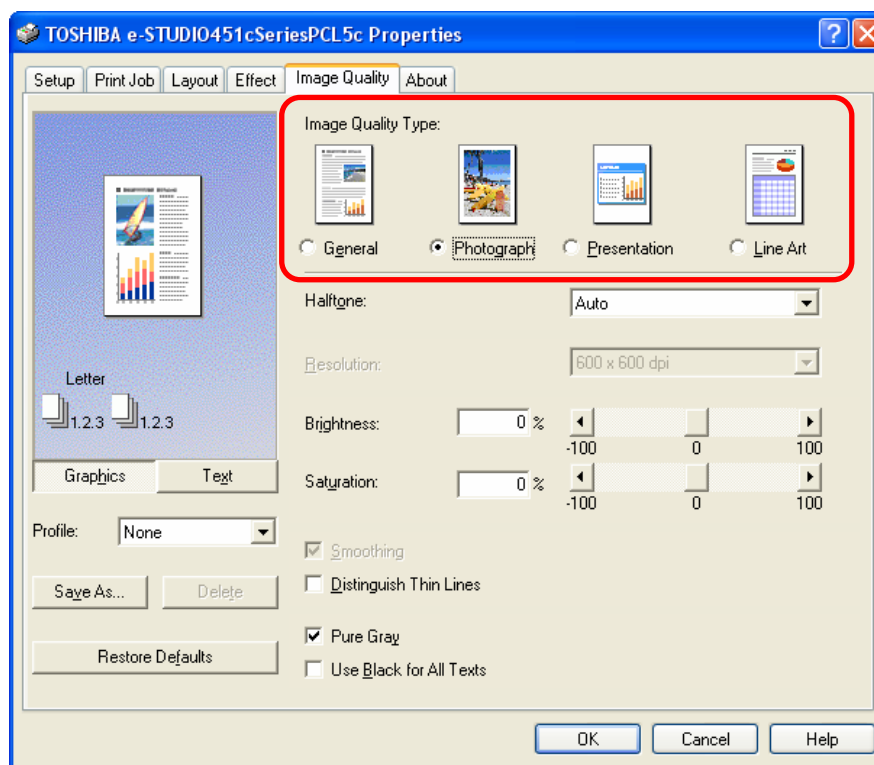 TOSHIBA e-STUDIO451cSeriesPCL5c Properties
Setup Print Job Layout Effect Image Quality About
Image Quality Type:
General Photograph Presentation Line Art
Halftone: Auto
Resolution: 600 x 600 dpi
Letter
1.2.3 1.2.3
Brightness: 0 %
-100 0 100
Graphics Text
Saturation: 0 %
-100 0 100
Profile: None
Smoothing
Save As... Delete
Distinguish Thin Lines
Pure Gray
Restore Defaults
Use Black for All Texts
OK Cancel Help